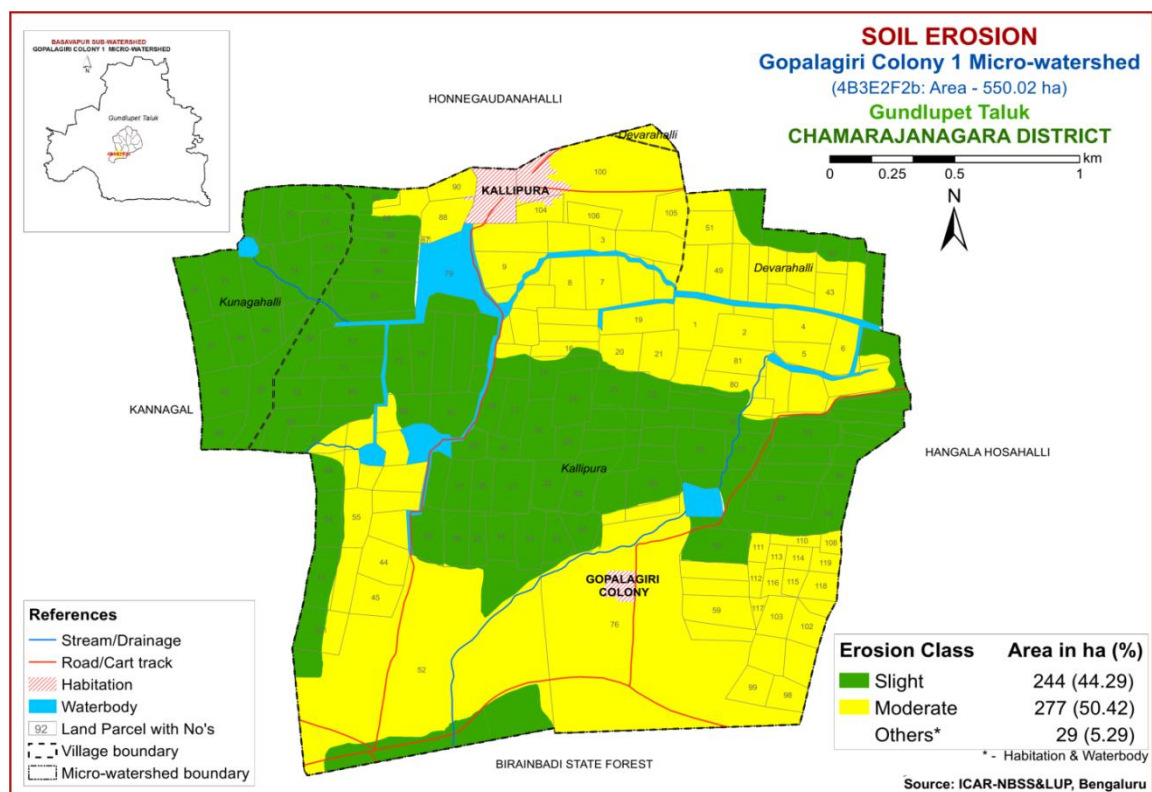 BASAVAPUR SUB-WATERSHED
GOPALAGIRI COLONY 1 MICRO-WATERSHED
N
Gundlupet Taluk
SOIL EROSION
Gopalagiri Colony 1 Micro-watershed
(4B3E2F2b: Area - 550.02 ha)
Gundlupet Taluk
CHAMARAJANAGARA DISTRICT
km
0 0.25 0.5 1
N
HONNEGAUDANAHALLI
Devarahalli
100
90
KALLIPURA
88
104
106
105
51
87
3
79
9
8
7
49
Devarahalli
43
Kunagahalli
19
1
2
4
18
20
21
81
5
6
80
KANNAGAL
HANGALA HOSAHALLI
Kallipura
55
44
45
GOPALAGIRI
COLONY
76
52
111
110
108
113
114
119
112
116
115
118
59
117
103
102
99
98
BIRAINBADI STATE FOREST
References
Stream/Drainage
Road/Cart track
Habitation
Waterbody
92 Land Parcel with No's
Village boundary
Micro-watershed boundary
Erosion Class Area in ha (%)
Slight 244 (44.29)
Moderate 277 (50.42)
Others* 29 (5.29)
* - Habitation & Waterbody
Source: ICAR-NBSS&LUP, Bengaluru